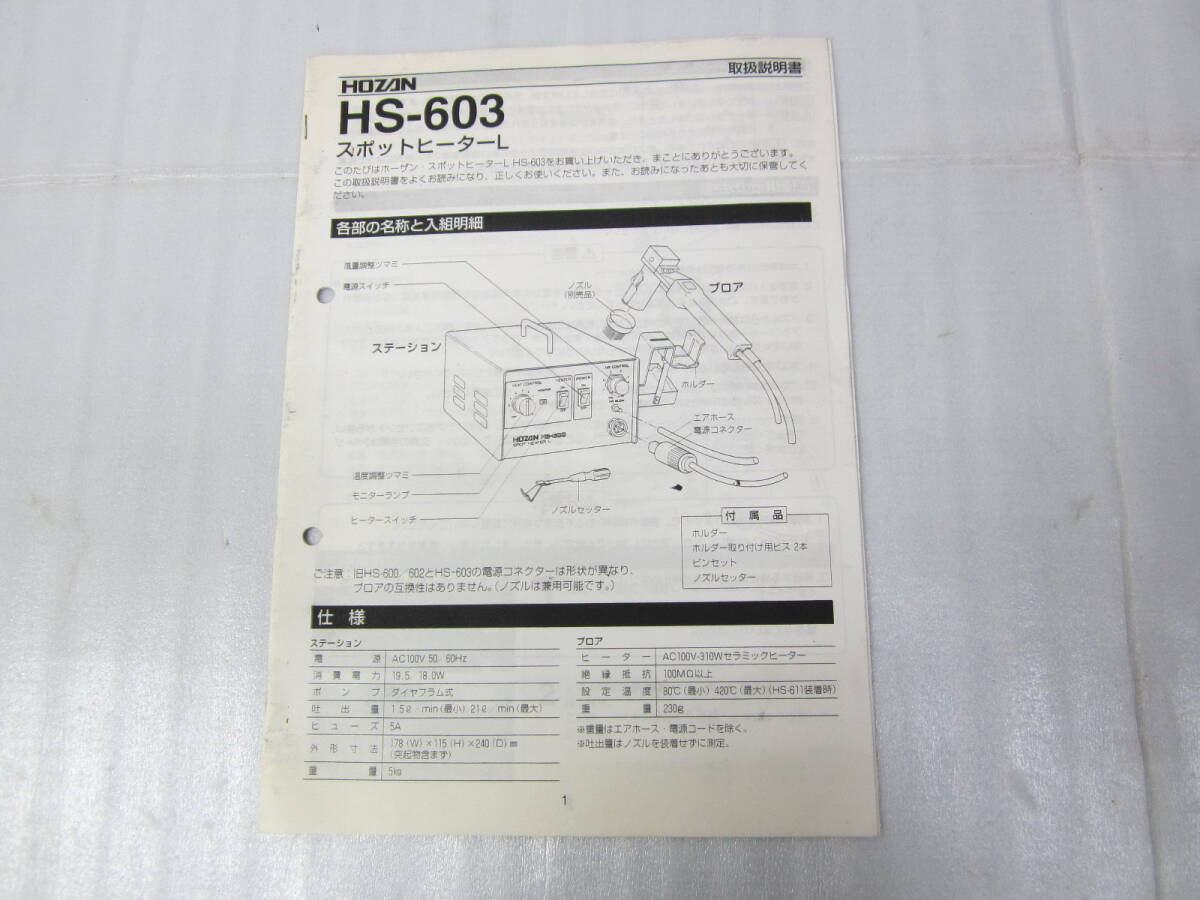 HOZAN
取扱説明書
HS-603
スポットヒーターL
このたびはホーザン・スポットヒーターL HS-603をお買い上げいただき、まことにありがとうございます。
この取扱説明書をよくお読みになり、正しくお使いください。また、お読みになったあとも大切に保管してく
ださい。
各部の名称と入組明細
風量調整ツマミ
電源スイッチ
ステーション
ノズル
(別売品)
ブロア
ホルダー
エアホース
電源コネクター
HEAT CONTROL
POWER
AIR CONTROL
HOZAN HS-603
SPOT HEATER L
温度調整ツマミ
モニターランプ
ヒータースイッチ
ノズルセッター
付属品
ホルダー
ホルダー取り付け用ビス 2本
ピンセット
ノズルセッター
ご注意:旧HS-600/602とHS-603の電源コネクターは形状が異なり、
ブロアの互換性はありません。(ノズルは兼用可能です。)
仕様
ステーション
電源 AC100V 50/60Hz
消費電力 19.5/18.0W
ポンプ ダイヤフラム式
吐出量 1.5ℓ/min(最小) 21ℓ/min(最大)
ヒューズ 5A
外形寸法 178(W)×115(H)×240(D)㎜
(突起物含まず)
重量 5kg
ブロア
ヒーター AC100V-310Wセラミックヒーター
絶縁抵抗 100MΩ以上
設定温度 80℃(最小) 420℃(最大)(HS-611装着時)
重量 230g
※重量はエアホース・電源コードを除く。
※吐出量はノズルを装着せずに測定。
1